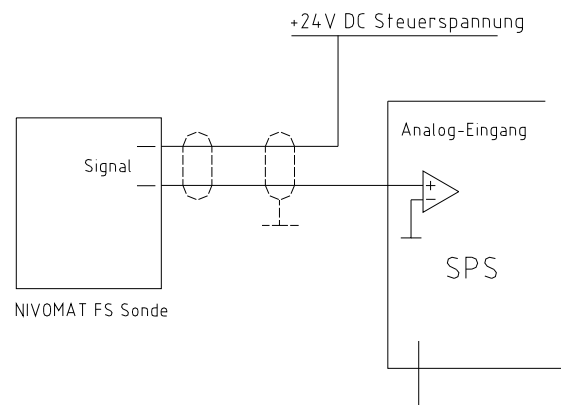 +24V DC Steuerspannung
Analog-Eingang
Signal
+
−
SPS
NIVOMAT FS Sonde